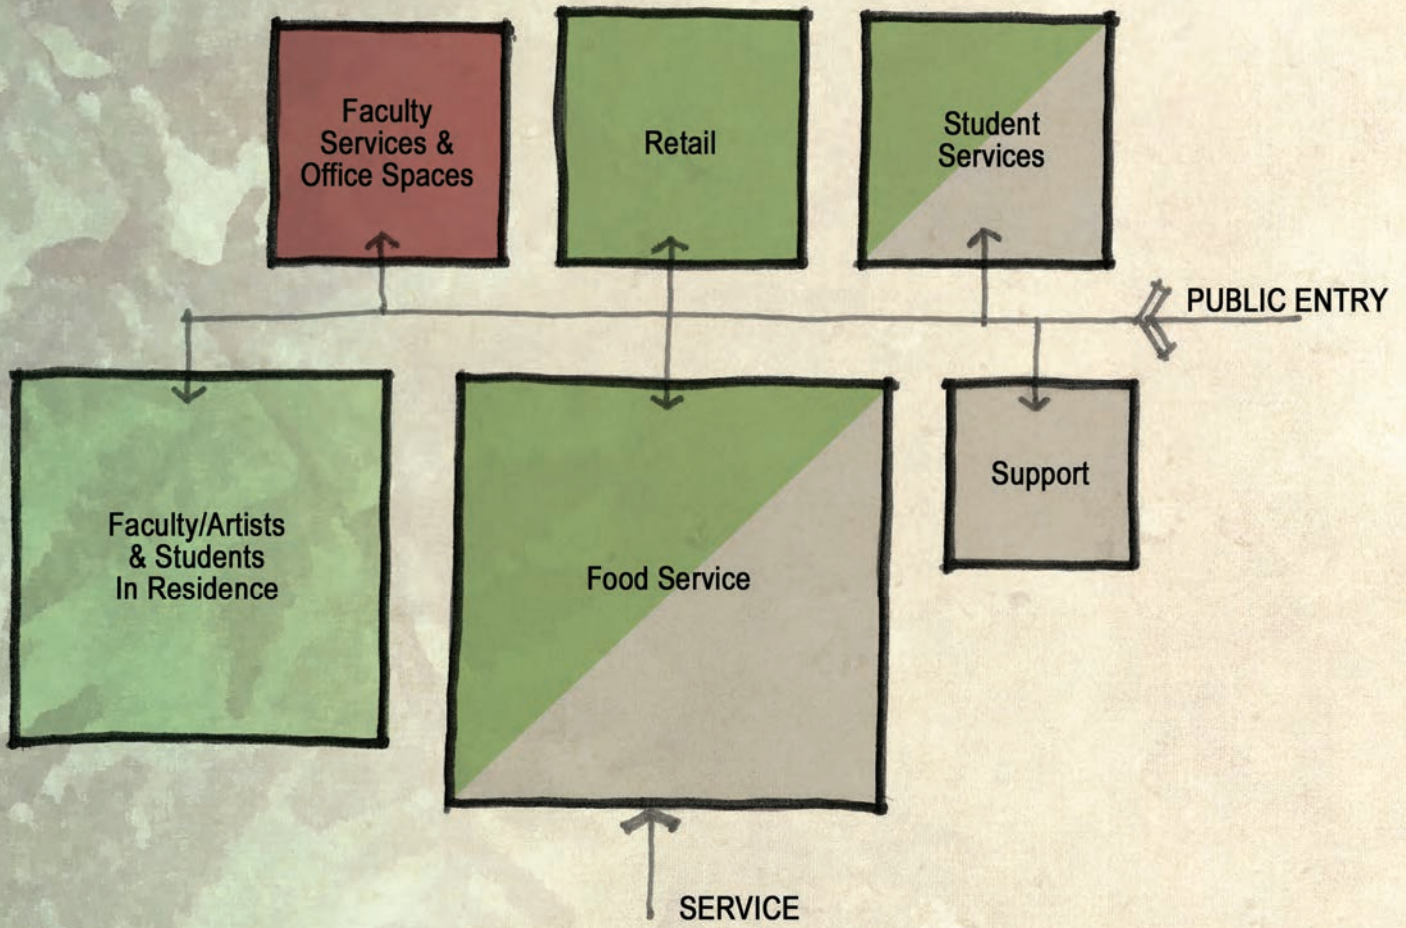 Faculty
Services &
Office Spaces
Retail
Student
Services
PUBLIC ENTRY
Faculty/Artists
& Students
In Residence
Food Service
Support
SERVICE